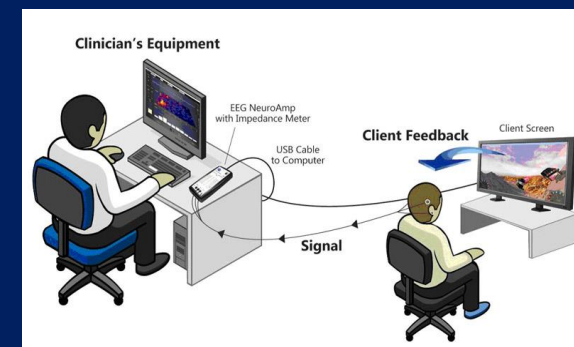 Clinician's Equipment
EEG NeuroAmp
with Impedance Meter
USB Cable
to Computer
Client Feedback
Client Screen
Signal